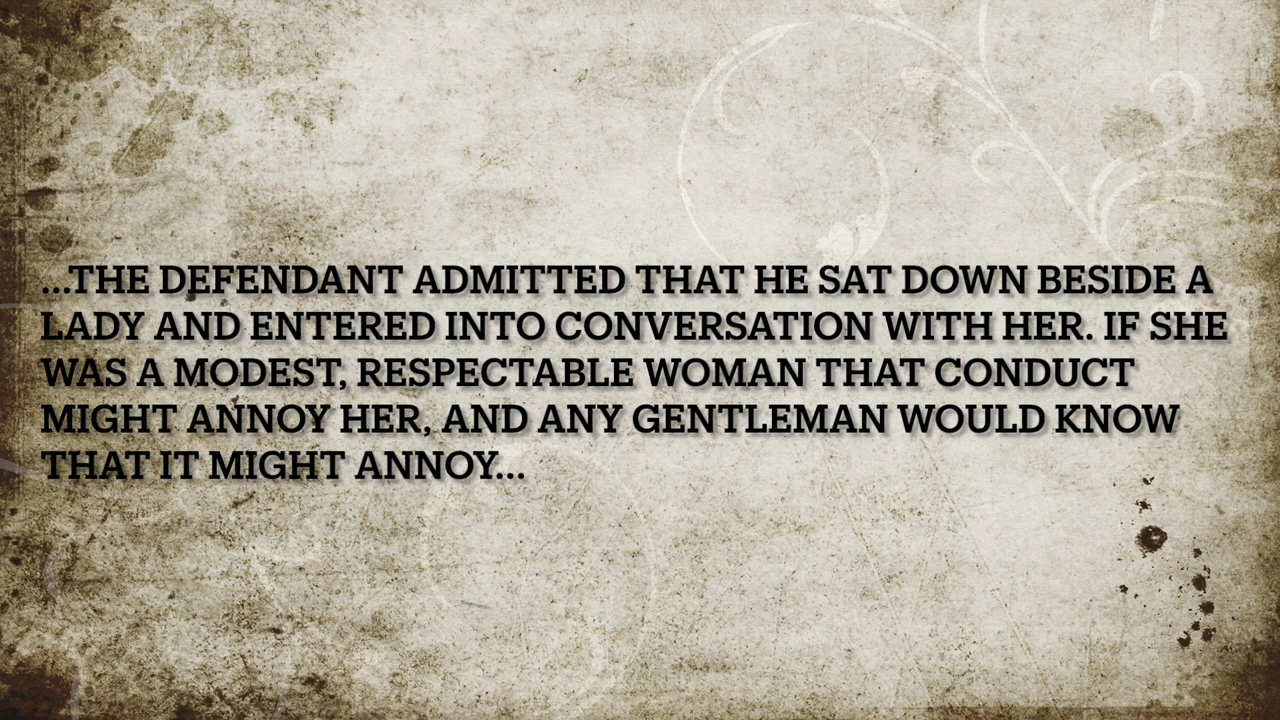 ...THE DEFENDANT ADMITTED THAT HE SAT DOWN BESIDE A
LADY AND ENTERED INTO CONVERSATION WITH HER. IF SHE
WAS A MODEST, RESPECTABLE WOMAN THAT CONDUCT
MIGHT ANNOY HER, AND ANY GENTLEMAN WOULD KNOW
THAT IT MIGHT ANNOY...